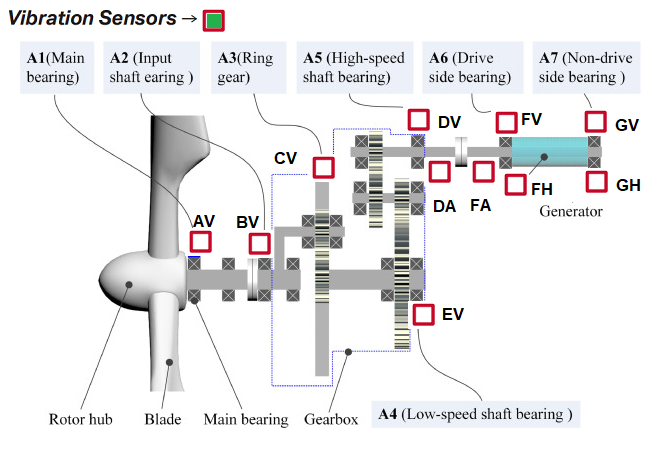 Vibration Sensors →
A1(Main
bearing)
A2 (Input
shaft earing )
A3(Ring
gear)
A5 (High-speed
shaft bearing)
A6 (Drive
side bearing)
A7 (Non-drive
side bearing )
DV
FV
GV
CV
DA
FA
FH
GH
Generator
AV
BV
EV
A4 (Low-speed shaft bearing )
Rotor hub
Blade
Main bearing
Gearbox